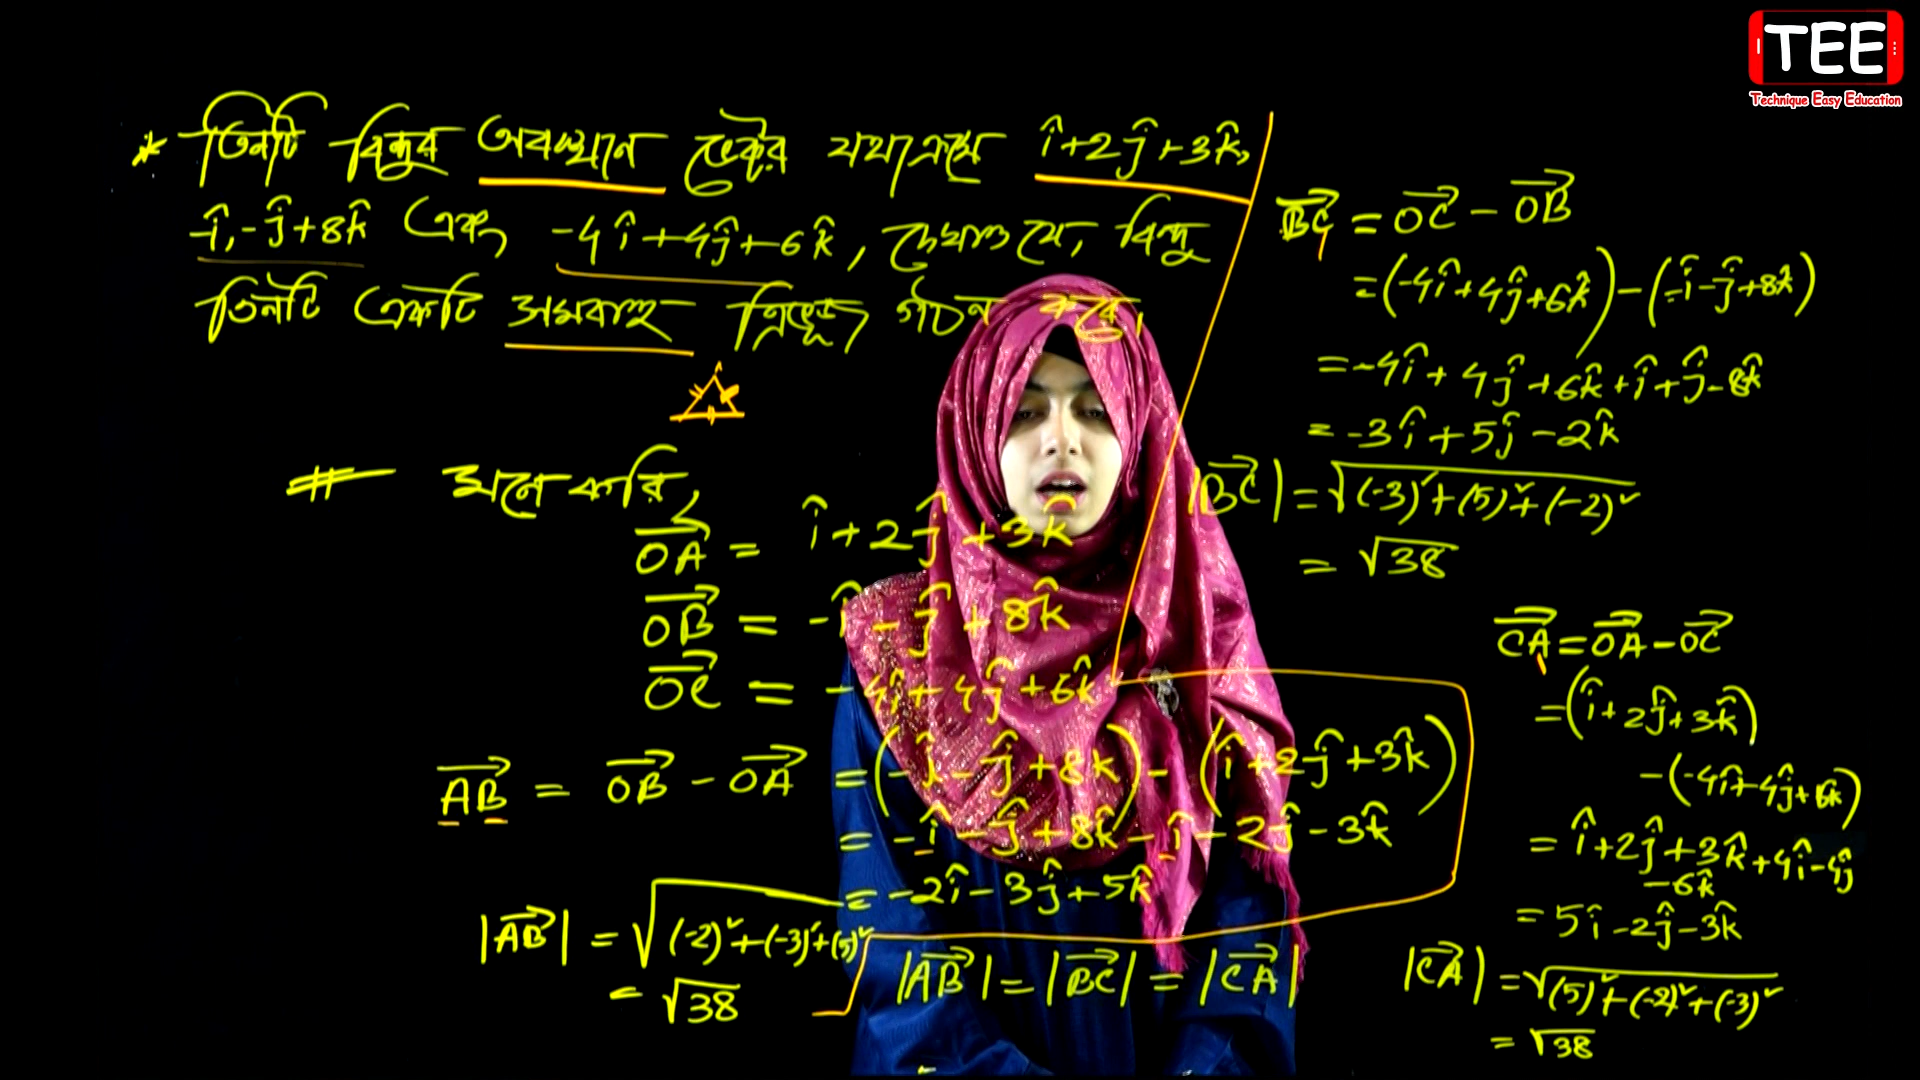 TEE
Technique Easy Education
* তিনটি বিন্দুর অবস্থানে ভেক্টর যথাক্রমে î+2ĵ+3k̂,
-î,-ĵ+8k̂ এবং -4î+4ĵ+6k̂, দেখাও যে, বিন্দু
তিনটি একটি সমবাহু ত্রিভূজ গঠন করে।
# মনে করি,
→OA = î+2ĵ+3k̂
→OB = -î-ĵ+8k̂
→OC = -4î+4ĵ+6k̂
→AB = →OB - →OA = (-î-ĵ+8k̂) - (î+2ĵ+3k̂)
= -î-ĵ+8k̂-î-2ĵ-3k̂
= -2î-3ĵ+5k̂
|→AB| = √(-2)²+(-3)²+(5)²
= √38
→BC = →OC - →OB
=(-4î+4ĵ+6k̂)-(-î-ĵ+8k̂)
=-4î+4ĵ+6k̂+î+ĵ-8k̂
= -3î+5ĵ-2k̂
|→BC| = √(-3)²+(5)²+(-2)²
= √38
→CA = →OA - →OC
=(î+2ĵ+3k̂)
-(-4î+4ĵ+6k̂)
= î+2ĵ+3k̂+4î-4ĵ
-6k̂
= 5î-2ĵ-3k̂
|→CA| = √(5)²+(-2)²+(-3)²
= √38
|→AB| = |→BC| = |→CA|